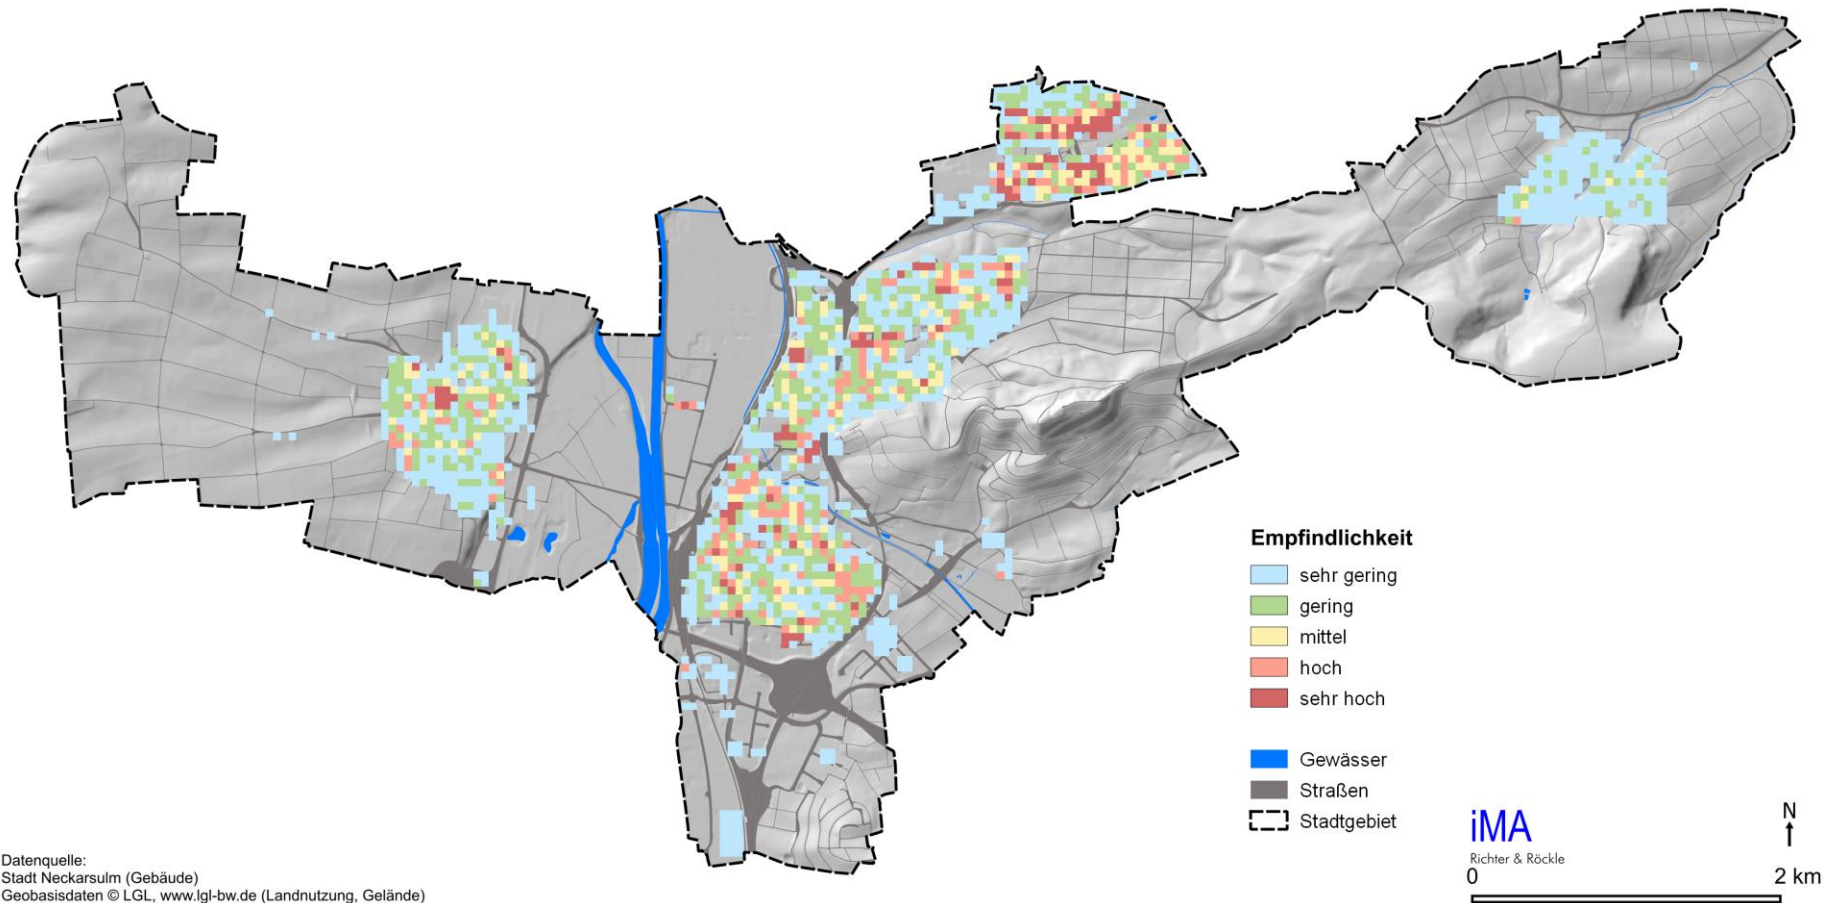 Empfindlichkeit
sehr gering
gering
mittel
hoch
sehr hoch
Gewässer
Straßen
Stadtgebiet
iMA
Richter & Röckle
N
0 2 km
Datenquelle:
Stadt Neckarsulm (Gebäude)
Geobasisdaten © LGL, www.lgl-bw.de (Landnutzung, Gelände)